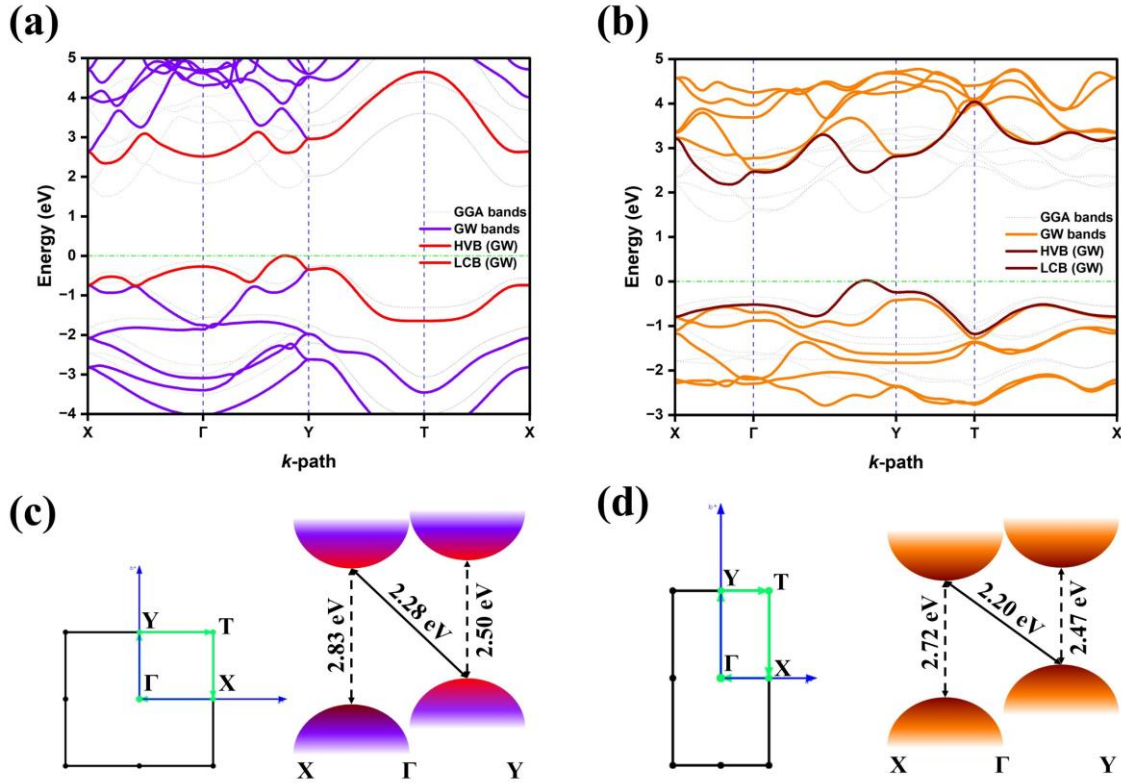 (a)
5
4
3
2
1
0
−1
−2
−3
−4
Energy (eV)
GGA bands
GW bands
HVB (GW)
LCB (GW)
X Γ Y T X
k-path
(b)
5
4
3
2
1
0
−1
−2
−3
Energy (eV)
GGA bands
GW bands
HVB (GW)
LCB (GW)
X Γ Y T X
k-path
(c)
Y T
Γ X
2.83 eV
2.28 eV
2.50 eV
X Γ Y
(d)
Y T
Γ X
2.72 eV
2.20 eV
2.47 eV
X Γ Y